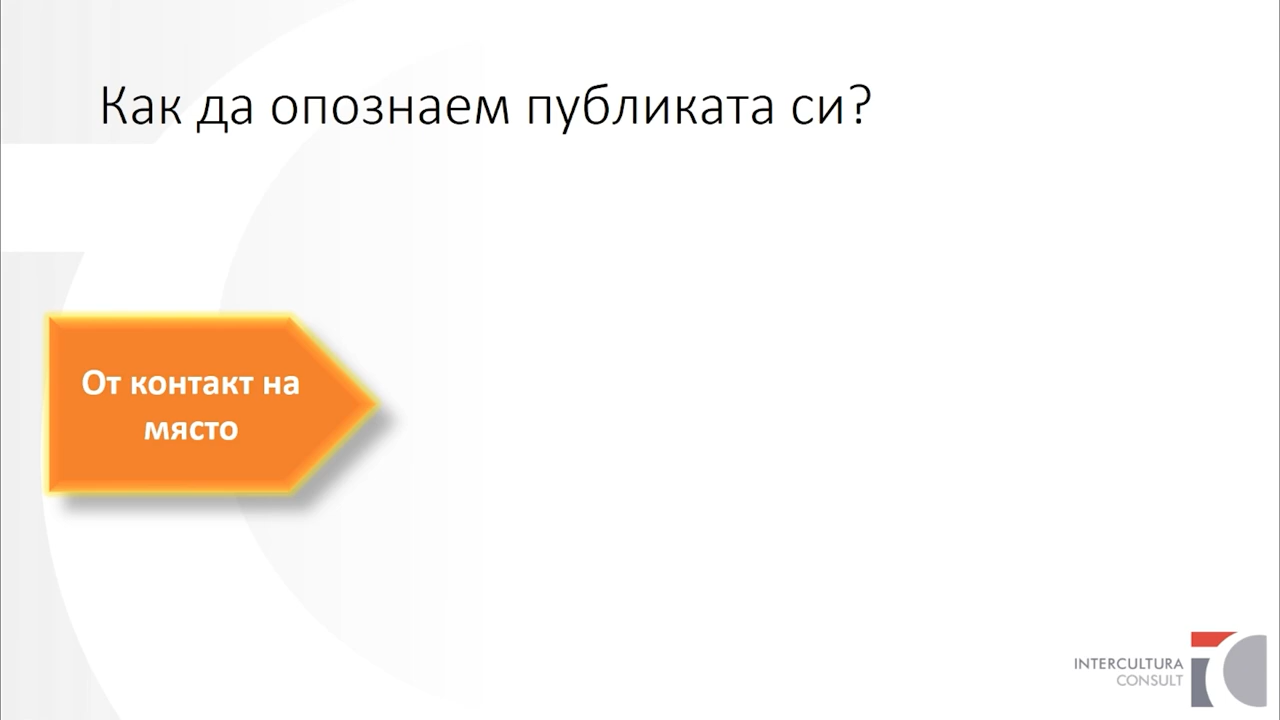 Как да опознаем публиката си?
От контакт на
място
INTERCULTURA
CONSULT